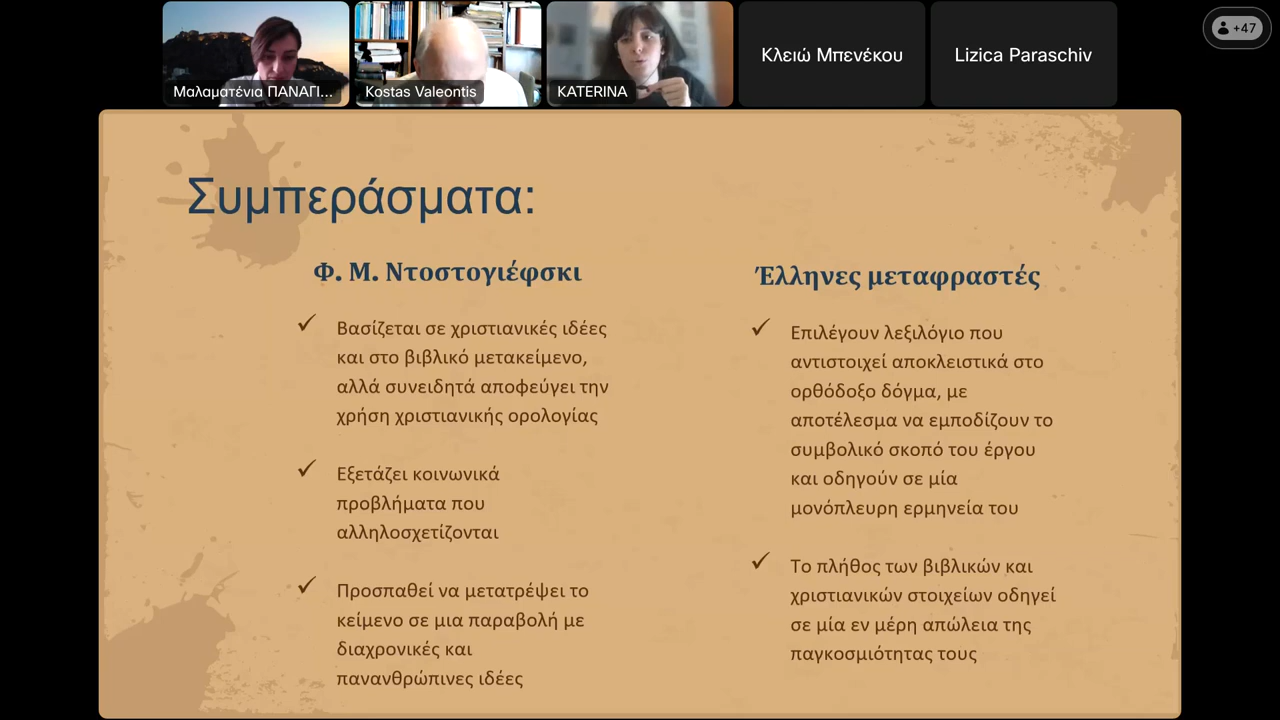 Μαλαματένια ΠΑΝΑΓΙ...
Kostas Valeontis
KATERINA
Κλειώ Μπενέκου
Lizica Paraschiv
+47
Συμπεράσματα:
Φ. Μ. Ντοστογιέφσκι
✓ Βασίζεται σε χριστιανικές ιδέες
και στο βιβλικό μετακείμενο,
αλλά συνειδητά αποφεύγει την
χρήση χριστιανικής ορολογίας
✓ Εξετάζει κοινωνικά
προβλήματα που
αλληλοσχετίζονται
✓ Προσπαθεί να μετατρέψει το
κείμενο σε μια παραβολή με
διαχρονικές και
πανανθρώπινες ιδέες
Έλληνες μεταφραστές
✓ Επιλέγουν λεξιλόγιο που
αντιστοιχεί αποκλειστικά στο
ορθόδοξο δόγμα, με
αποτέλεσμα να εμποδίζουν το
συμβολικό σκοπό του έργου
και οδηγούν σε μία
μονόπλευρη ερμηνεία του
✓ Το πλήθος των βιβλικών και
χριστιανικών στοιχείων οδηγεί
σε μία εν μέρη απώλεια της
παγκοσμιότητας τους